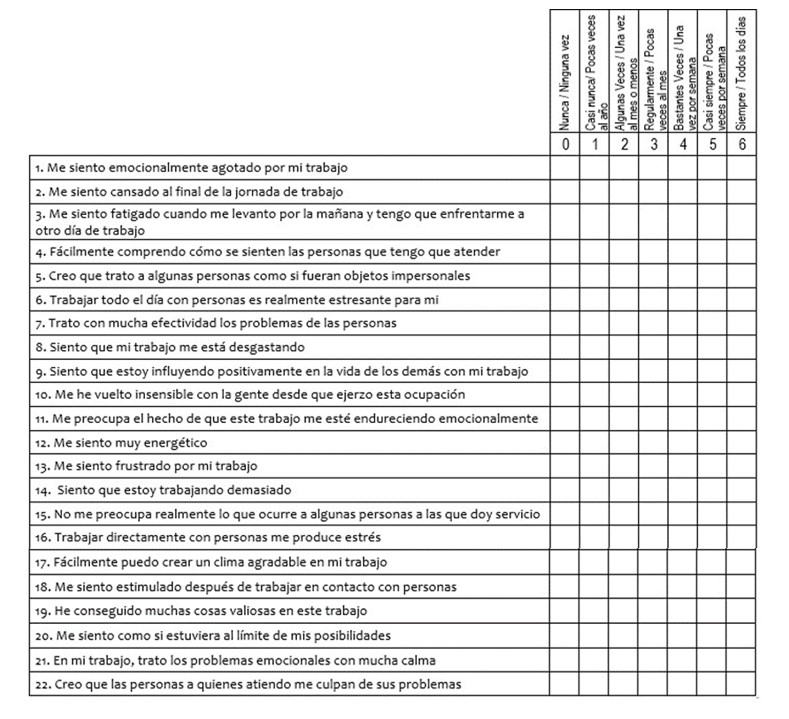 Nunca / Ninguna vez
Casi nunca/ Pocas veces
al año
Algunas Veces / Una vez
al mes o menos
Regularmente / Pocas
veces al mes
Bastantes Veces / Una
vez por semana
Casi siempre / Pocas
veces por semana
Siempre / Todos los días
0 1 2 3 4 5 6
1. Me siento emocionalmente agotado por mi trabajo
2. Me siento cansado al final de la jornada de trabajo
3. Me siento fatigado cuando me levanto por la mañana y tengo que enfrentarme a
otro día de trabajo
4. Fácilmente comprendo cómo se sienten las personas que tengo que atender
5. Creo que trato a algunas personas como si fueran objetos impersonales
6. Trabajar todo el día con personas es realmente estresante para mi
7. Trato con mucha efectividad los problemas de las personas
8. Siento que mi trabajo me está desgastando
9. Siento que estoy influyendo positivamente en la vida de los demás con mi trabajo
10. Me he vuelto insensible con la gente desde que ejerzo esta ocupación
11. Me preocupa el hecho de que este trabajo me esté endureciendo emocionalmente
12. Me siento muy energético
13. Me siento frustrado por mi trabajo
14. Siento que estoy trabajando demasiado
15. No me preocupa realmente lo que ocurre a algunas personas a las que doy servicio
16. Trabajar directamente con personas me produce estrés
17. Fácilmente puedo crear un clima agradable en mi trabajo
18. Me siento estimulado después de trabajar en contacto con personas
19. He conseguido muchas cosas valiosas en este trabajo
20. Me siento como si estuviera al límite de mis posibilidades
21. En mi trabajo, trato los problemas emocionales con mucha calma
22. Creo que las personas a quienes atiendo me culpan de sus problemas